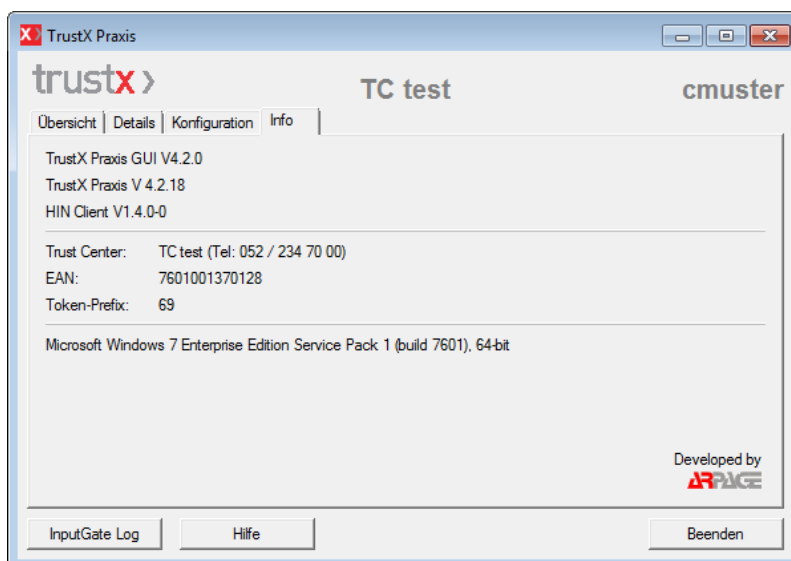 TrustX Praxis
trustx
TC test
cmuster
Übersicht Details Konfiguration Info
TrustX Praxis GUI V4.2.0
TrustX Praxis V 4.2.18
HIN Client V1.4.0-0
Trust Center: TC test (Tel: 052 / 234 70 00)
EAN: 7601001370128
Token-Prefix: 69
Microsoft Windows 7 Enterprise Edition Service Pack 1 (build 7601), 64-bit
Developed by
ARPAGE
InputGate Log Hilfe Beenden